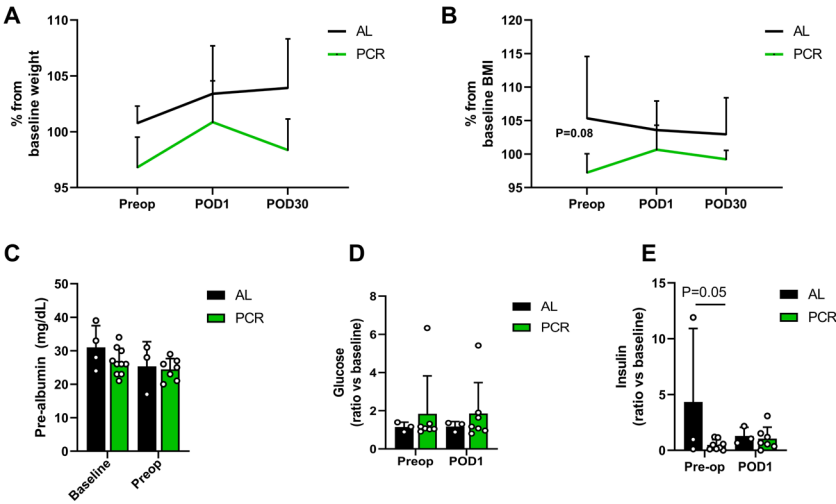 A
% from
baseline weight
110
107
103
99
95
Preop
POD1
POD30
AL
PCR
B
% from
baseline BMI
120
115
110
105
100
95
P=0.08
Preop
POD1
POD30
AL
PCR
C
Pre-albumin (mg/dL)
50
40
30
20
10
0
Baseline
Preop
AL
PCR
D
Glucose
(ratio vs baseline)
8
6
4
2
0
Preop
POD1
AL
PCR
E
Insulin
(ratio vs baseline)
15
10
5
0
P=0.05
Pre-op
POD1
AL
PCR